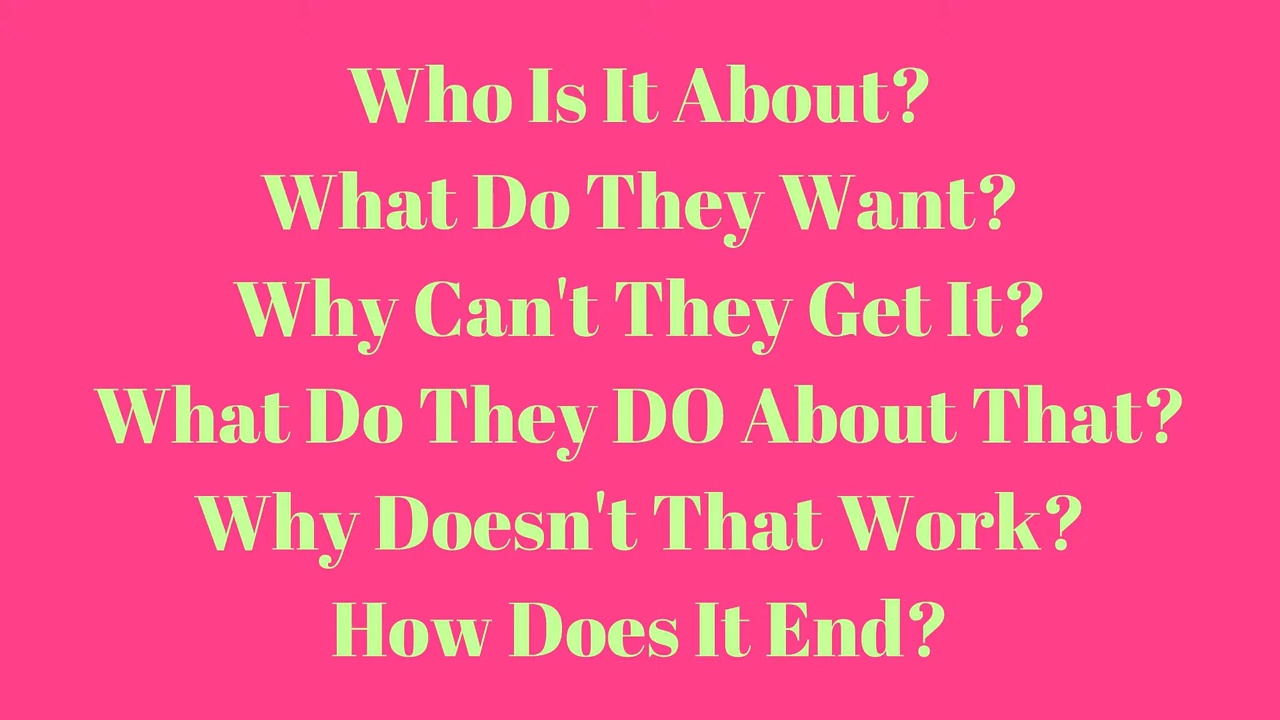 Who Is It About?
What Do They Want?
Why Can't They Get It?
What Do They DO About That?
Why Doesn't That Work?
How Does It End?